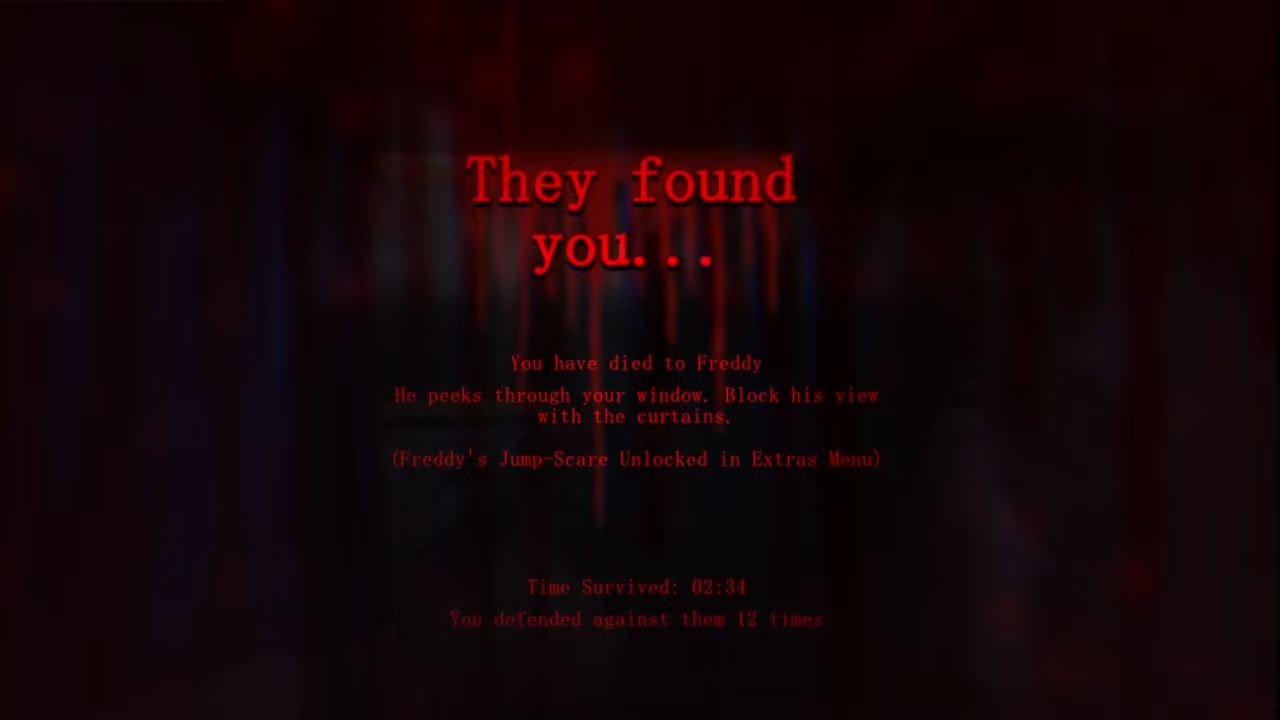 They found
you...
You have died to Freddy
He peeks through your window. Block his view
with the curtains.
(Freddy's Jump-Scare Unlocked in Extras Menu)
Time Survived: 02:34
You defended against them 12 times